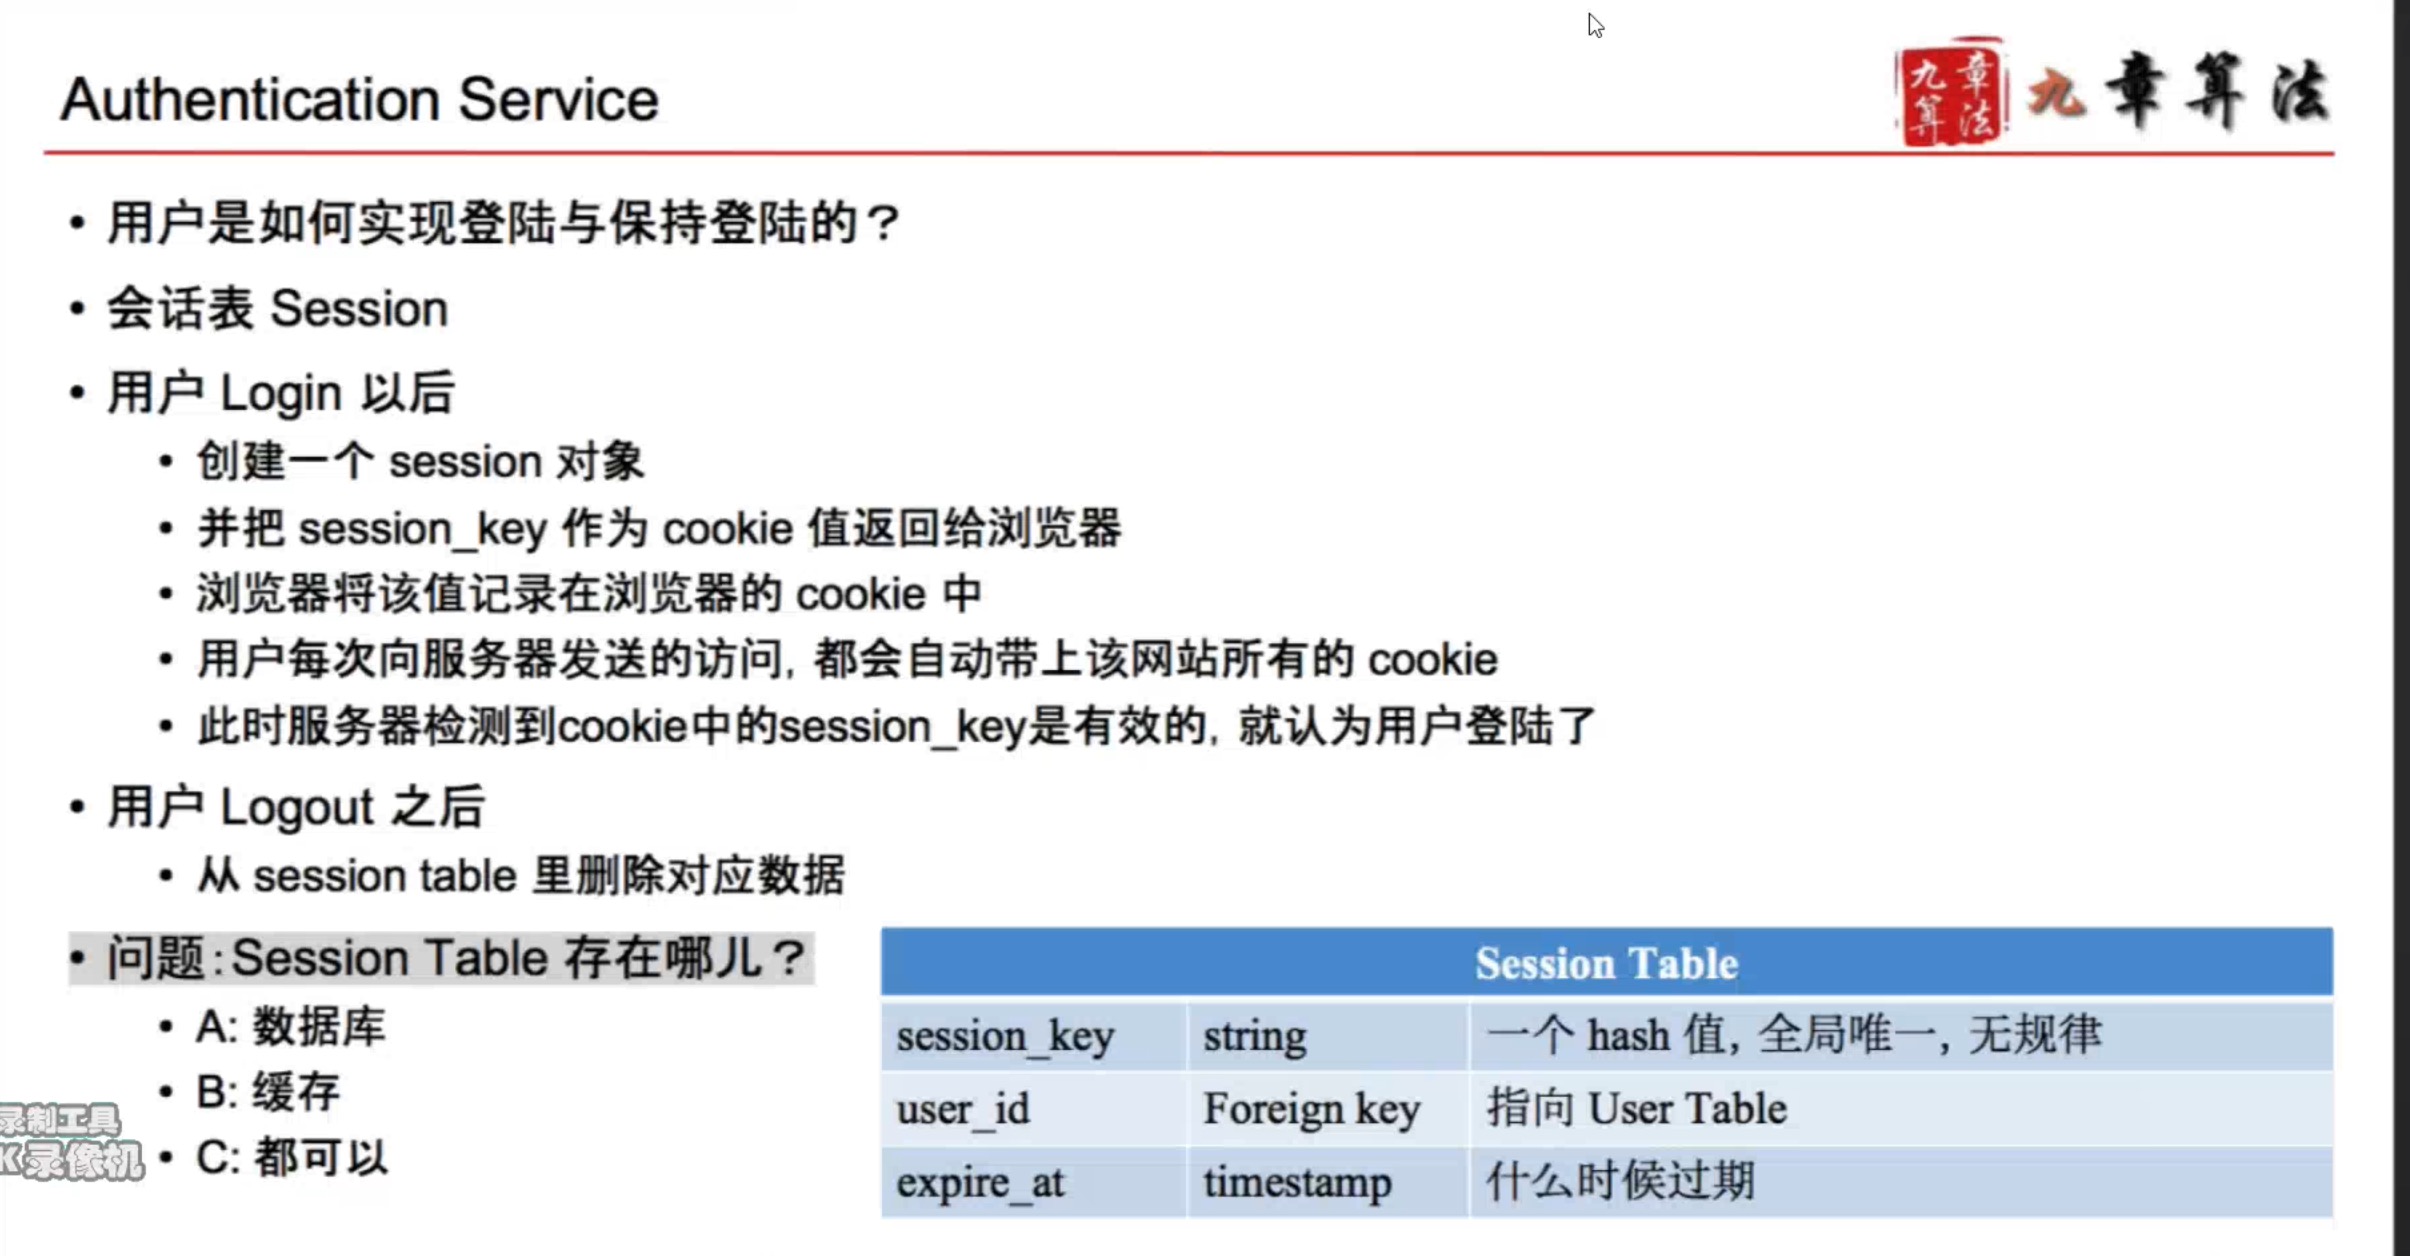 Authentication Service
九章算法
九章算法
• 用户是如何实现登陆与保持登陆的？
• 会话表 Session
• 用户 Login 以后
• 创建一个 session 对象
• 并把 session_key 作为 cookie 值返回给浏览器
• 浏览器将该值记录在浏览器的 cookie 中
• 用户每次向服务器发送的访问, 都会自动带上该网站所有的 cookie
• 此时服务器检测到cookie中的session_key是有效的, 就认为用户登陆了
• 用户 Logout 之后
• 从 session table 里删除对应数据
• 问题:Session Table 存在哪儿？
• A: 数据库
• B: 缓存
• C: 都可以
Session Table
session_key string 一个 hash 值, 全局唯一, 无规律
user_id Foreign key 指向 User Table
expire_at timestamp 什么时候过期
录制工具
K录像机